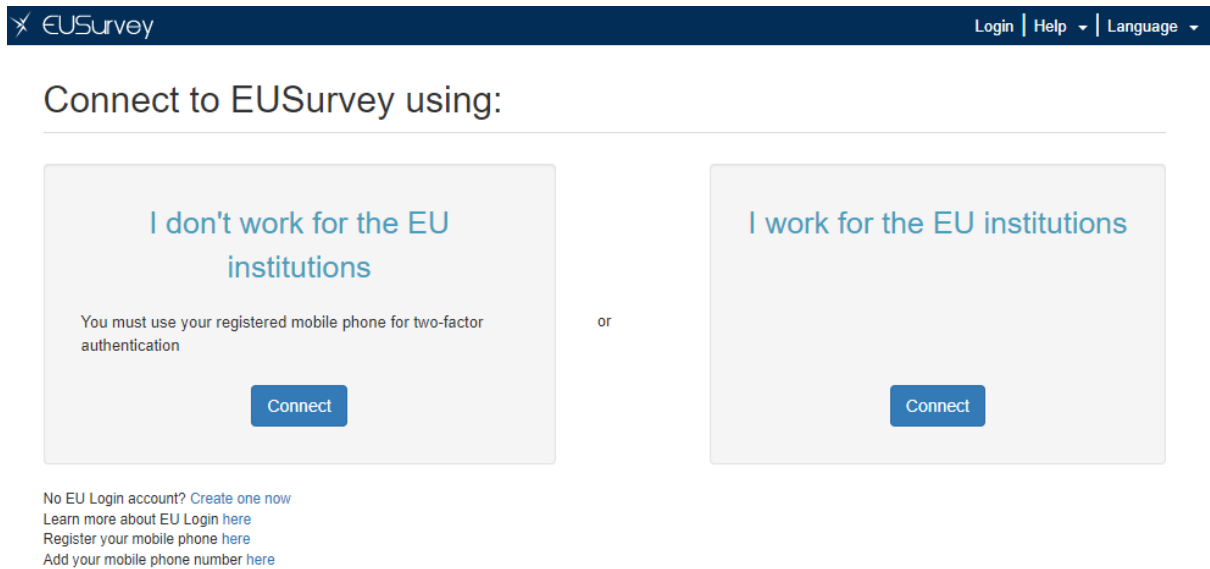 EUSurvey
Login | Help | Language
Connect to EUSurvey using:
I don't work for the EU
institutions
You must use your registered mobile phone for two-factor
authentication
Connect
or
I work for the EU institutions
Connect
No EU Login account? Create one now
Learn more about EU Login here
Register your mobile phone here
Add your mobile phone number here